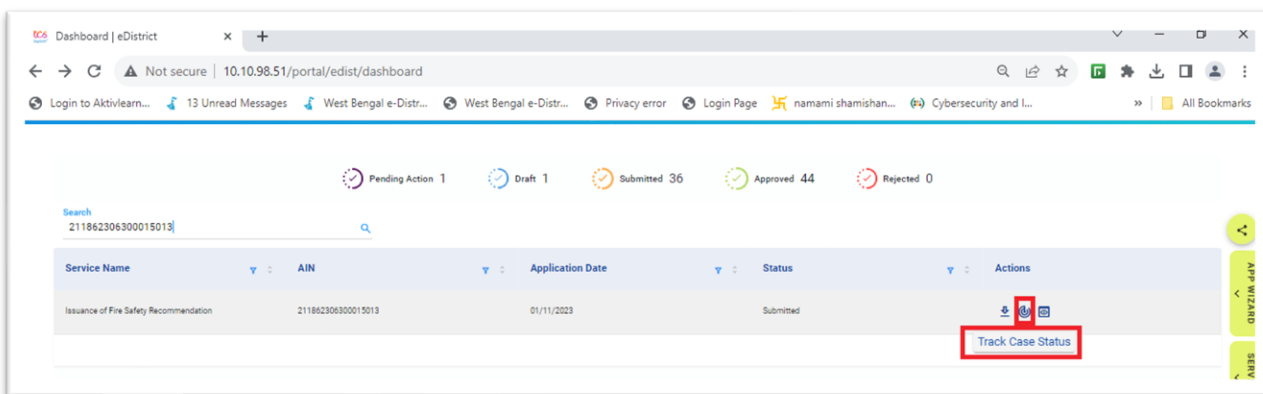 Dashboard | eDistrict
Not secure | 10.10.98.51/portal/edist/dashboard
Login to Aktivlearn... 13 Unread Messages West Bengal e-Distr... West Bengal e-Distr... Privacy error Login Page namami shamishan... Cybersecurity and I... » All Bookmarks
Pending Action 1 Draft 1 Submitted 36 Approved 44 Rejected 0
Search
211862306300015013
Service Name AIN Application Date Status Actions
Issuance of Fire Safety Recommendation 211862306300015013 01/11/2023 Submitted
Track Case Status
APP WIZARD
SERV